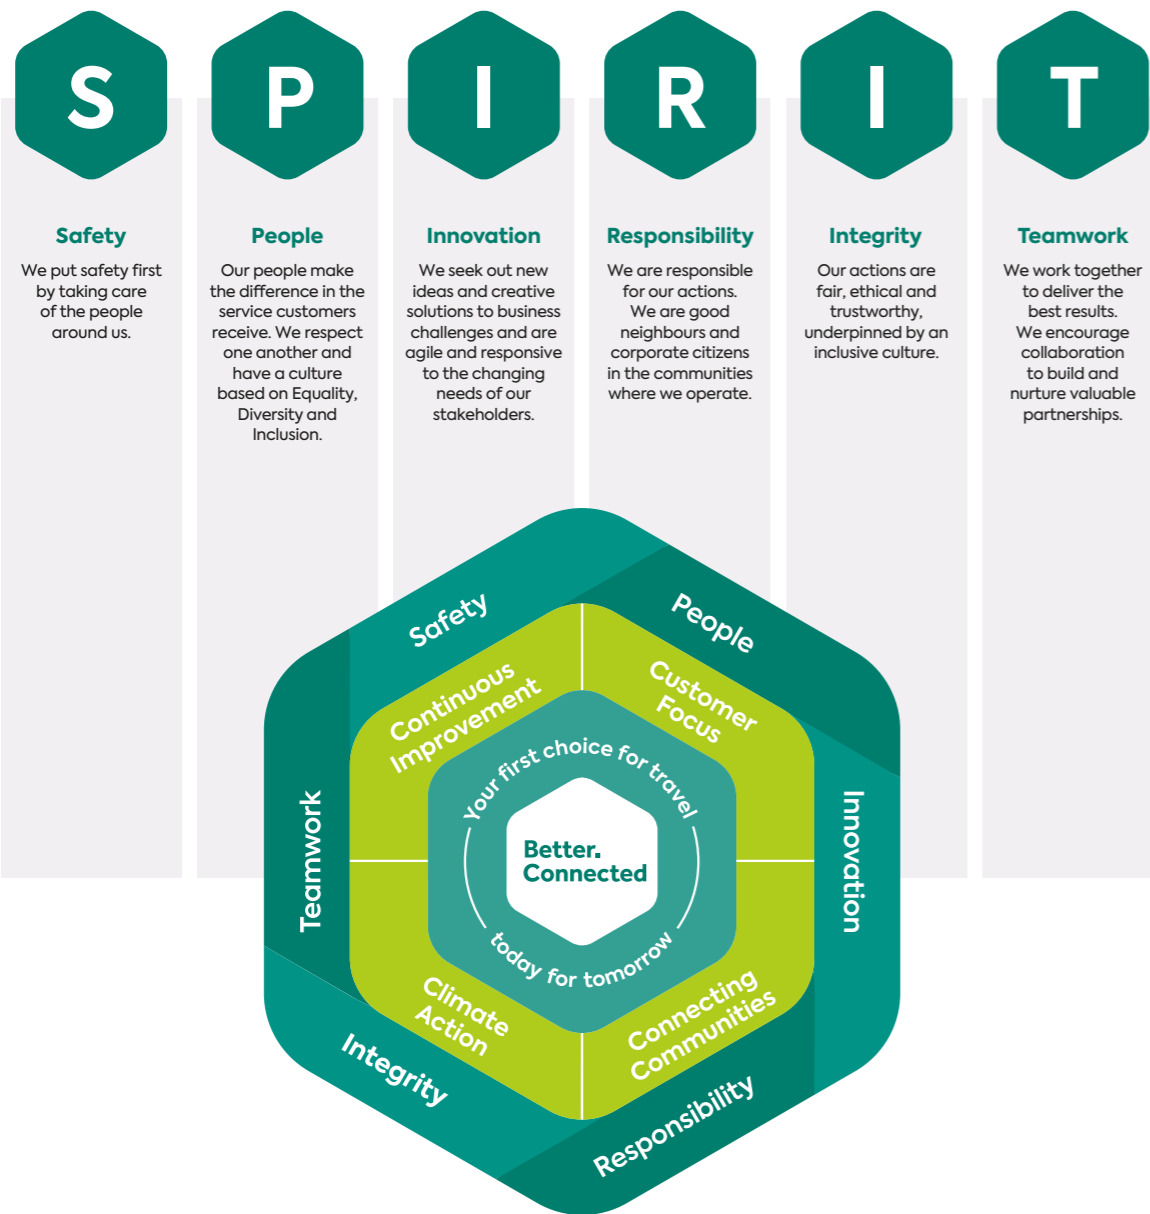 S
P
I
R
I
T
Safety
We put safety first
by taking care
of the people
around us.
People
Our people make
the difference in the
service customers
receive. We respect
one another and
have a culture
based on Equality,
Diversity and
Inclusion.
Innovation
We seek out new
ideas and creative
solutions to business
challenges and are
agile and responsive
to the changing
needs of our
stakeholders.
Responsibility
We are responsible
for our actions.
We are good
neighbours and
corporate citizens
in the communities
where we operate.
Integrity
Our actions are
fair, ethical and
trustworthy,
underpinned by an
inclusive culture.
Teamwork
We work together
to deliver the
best results.
We encourage
collaboration
to build and
nurture valuable
partnerships.
Safety
People
Innovation
Responsibility
Integrity
Teamwork
Continuous
Improvement
Customer
Focus
Connecting
Communities
Climate
Action
Your first choice for travel
today for tomorrow
Better.
Connected